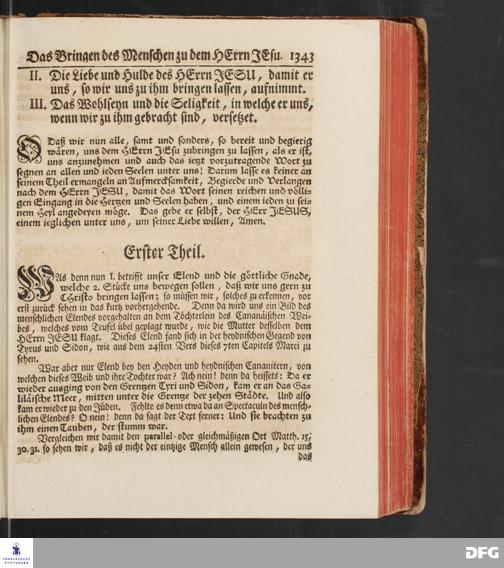 Das Bringen des Menschen zu dem HErrn JEsu. 1343
II. Die Liebe und Hulde des HErrn JESU, damit er
uns, so wir uns zu ihm bringen lassen, aufnimmt.
III. Das Wohlseyn und die Seligkeit, in welche er uns,
wenn wir zu ihm gebracht sind, versetzet.
O Daß wir nun alle, samt und sonders, so bereit und begierig
wären, uns dem HErrn JEsu zubringen zu lassen, als er ist,
uns anzunehmen und auch das ietzt vorzutragende Wort zu
segnen an allen und ieden Seelen unter uns! Darum lasse es keiner an
seinem Theil ermangeln an Aufmercksamkeit, Begierde und Verlangen
nach dem HErrn JESU, damit das Wort seinen reichen und völli-
gen Eingang in die Hertzen und Seelen haben, und einem ieden zu sei-
nem Heyl angedeyen möge. Das gebe er selbst, der HErr JESUS,
einem ieglichen unter uns, um seiner Liebe willen, Amen.
Erster Theil.
WAs denn nun I. betrifft unser Elend und die göttliche Gnade,
welche 2. Stücke uns bewegen sollen, daß wir uns gern zu
CHristo bringen lassen; so müssen wir, solches zu erkennen, vor
erst zurück sehen in das kurtz vorhergehende. Denn da wird uns ein Bild des
menschlichen Elendes vorgehalten an dem Töchterlein des Cananäischen Wei-
bes, welches vom Teufel übel geplagt wurde, wie die Mutter desselben dem
HErrn JESU klagt. Dieses Elend fand sich in der heydnischen Gegend von
Tyrus und Sidon, wie aus dem 24sten Vers dieses 7ten Capitels Marci zu
sehen.
War aber nur Elend bey den Heyden und heydnischen Cananitern, von
welchen dieses Weib und ihre Tochter war? Ach nein! denn da heissets: Da er
wieder ausging von den Grentzen Tyri und Sidon, kam er an das Ga-
liläische Meer, mitten unter die Grentze der zehen Städte. Und also
kam er wieder zu den Jüden. Fehlte es denn etwa da an Spectaculn des mensch-
lichen Elendes? O nein! denn da sagt der Text ferner: Und sie brachten zu
ihm einen Tauben, der stumm war.
Vergleichen wir damit den parallel- oder gleichmäßigen Ort Matth. 15,
30. 31. so sehen wir, daß es nicht der eintzige Mensch allein gewesen, der uns
das
FRANCKESCHE
STIFTUNGEN
DFG